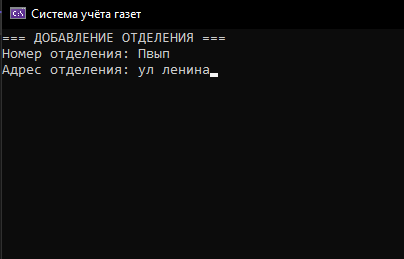 Система учёта газет
=== ДОБАВЛЕНИЕ ОТДЕЛЕНИЯ ===
Номер отделения: Пвып
Адрес отделения: ул ленина